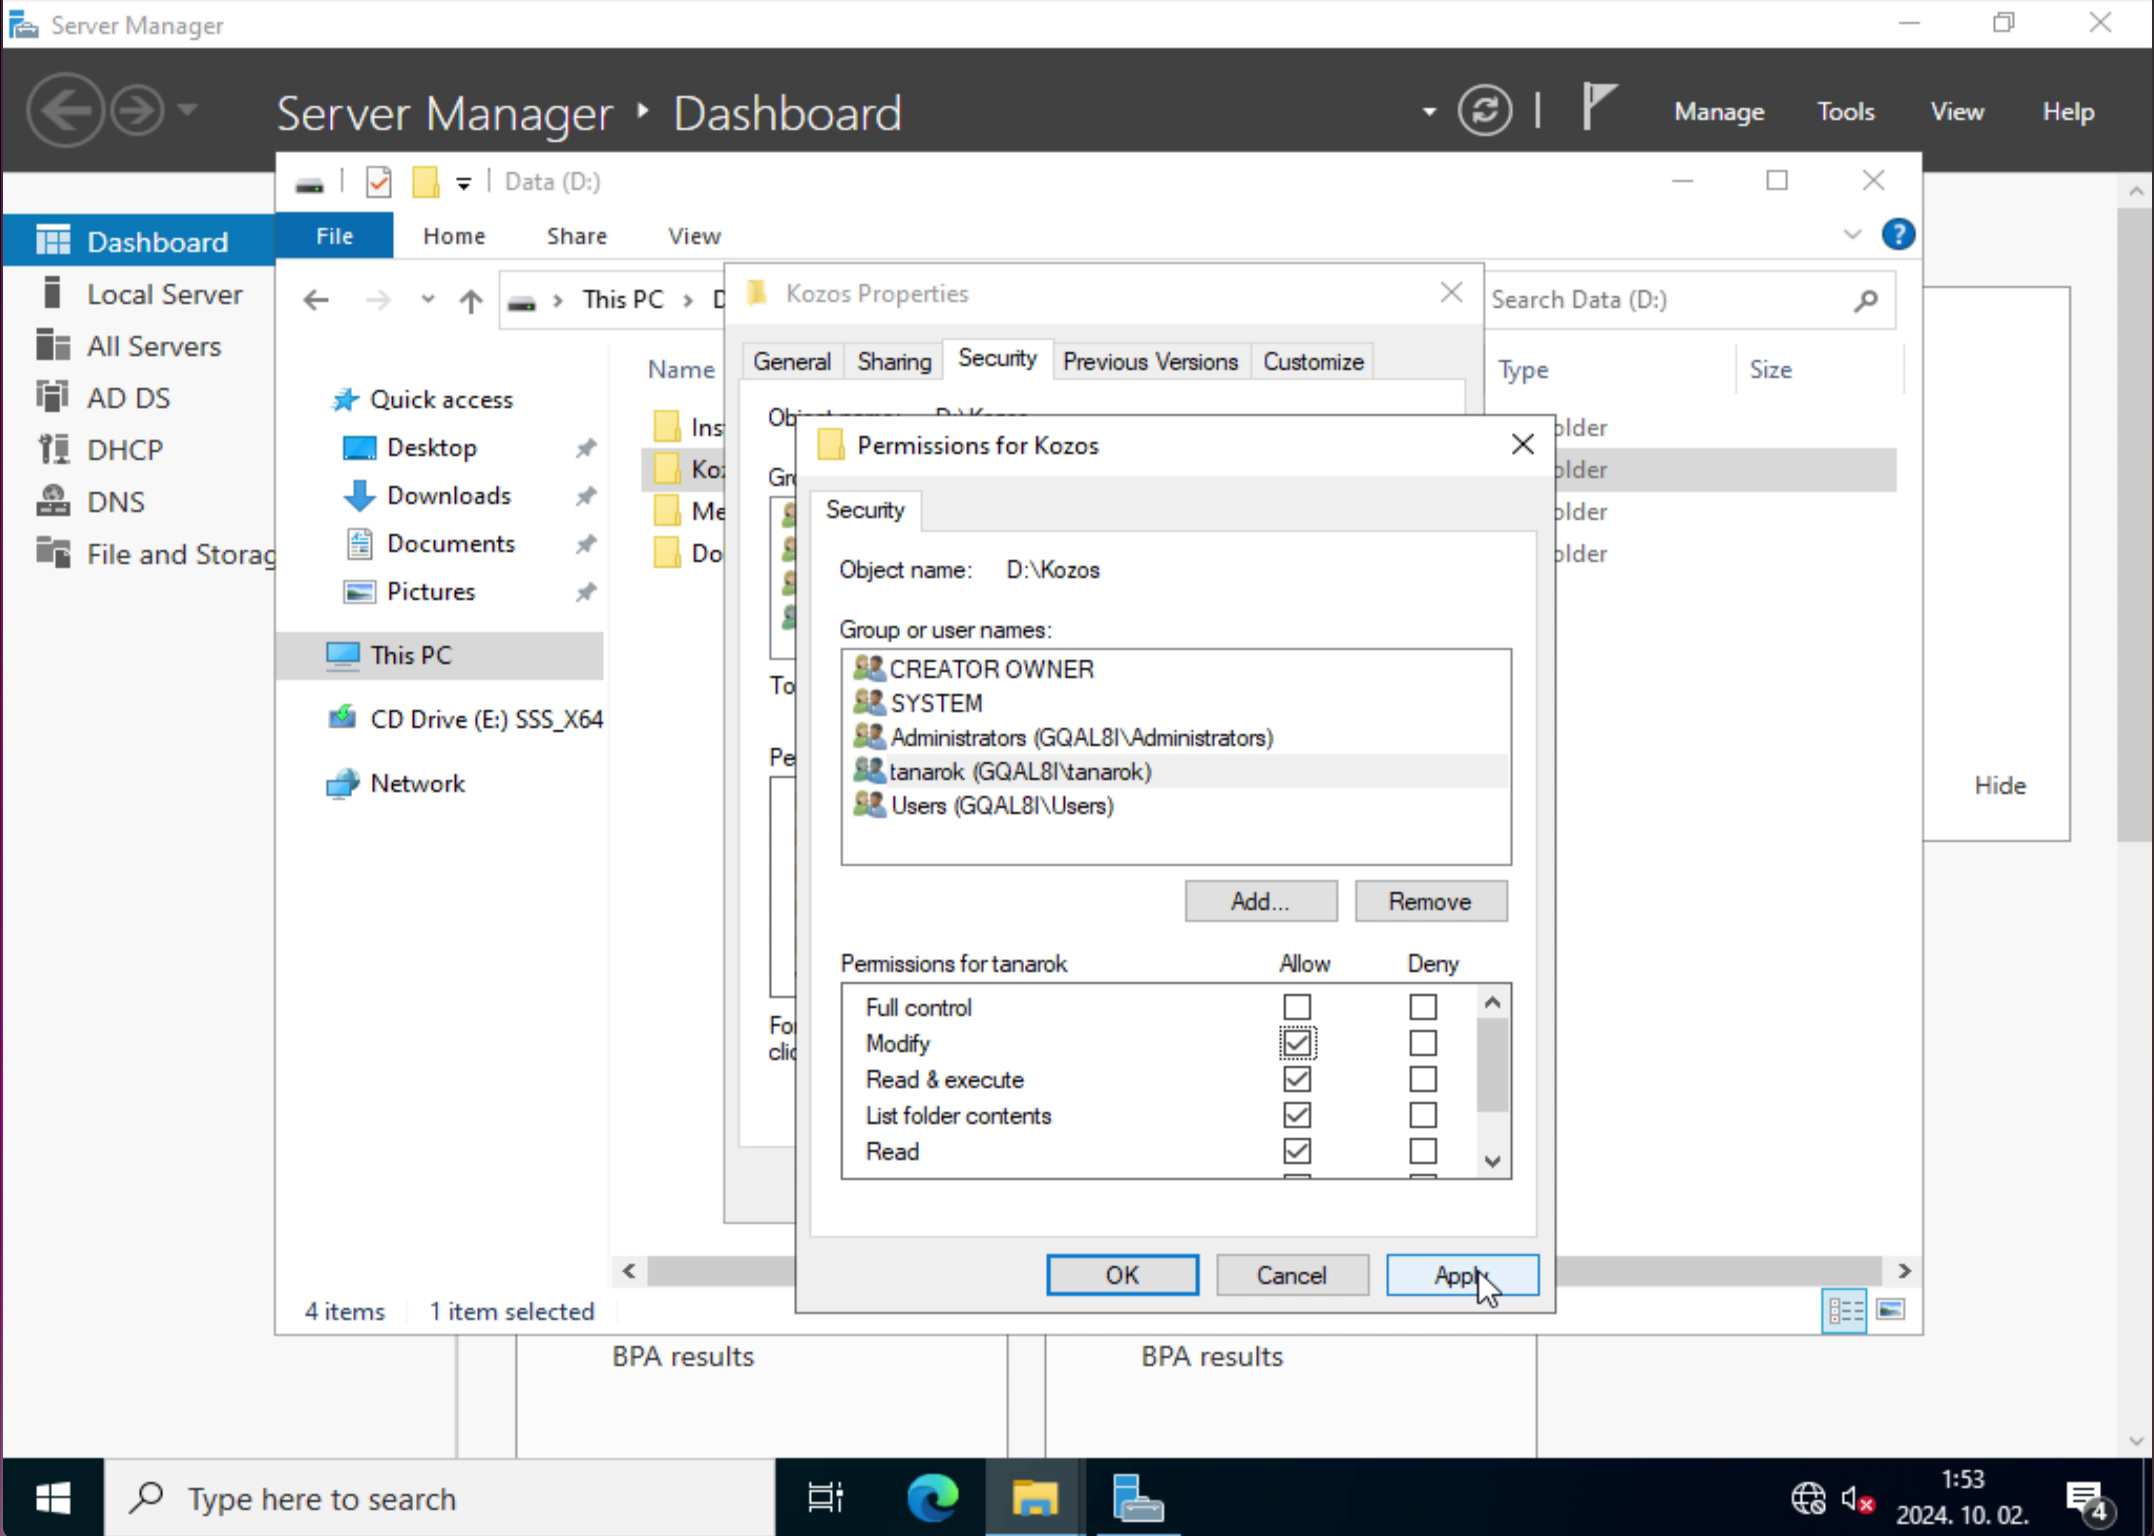 Server Manager
Server Manager
Dashboard
Manage
Tools
View
Help
Data (D:)
File
Home
Share
View
This PC
D
Search Data (D:)
Dashboard
Local Server
All Servers
AD DS
DHCP
DNS
File and Storag
Quick access
Desktop
Downloads
Documents
Pictures
This PC
CD Drive (E:) SSS_X64
Network
Name
Type
Size
Ins
older
Koz
older
Me
older
Do
older
Kozos Properties
General
Sharing
Security
Previous Versions
Customize
Gro
To
Pe
For
clic
Permissions for Kozos
Security
Object name: D:\Kozos
Group or user names:
CREATOR OWNER
SYSTEM
Administrators (GQAL8I\Administrators)
tanarok (GQAL8I\tanarok)
Users (GQAL8I\Users)
Add...
Remove
Permissions for tanarok
Allow
Deny
Full control
Modify
Read & execute
List folder contents
Read
OK
Cancel
Apply
4 items
1 item selected
Hide
BPA results
BPA results
Type here to search
1:53
2024. 10. 02.
4